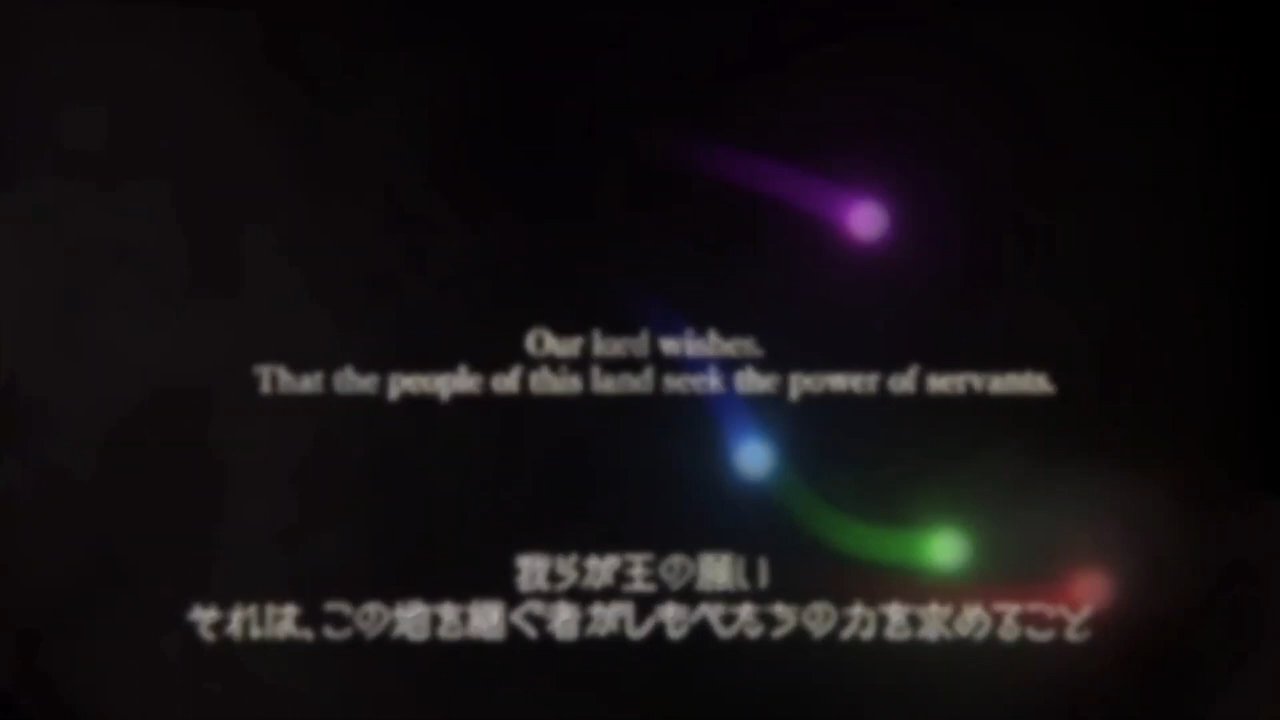 Our lord wishes.
That the people of this land seek the power of servants.
我らが王の願い
それは、この地を継ぐ者がしもべたちの力を求めること